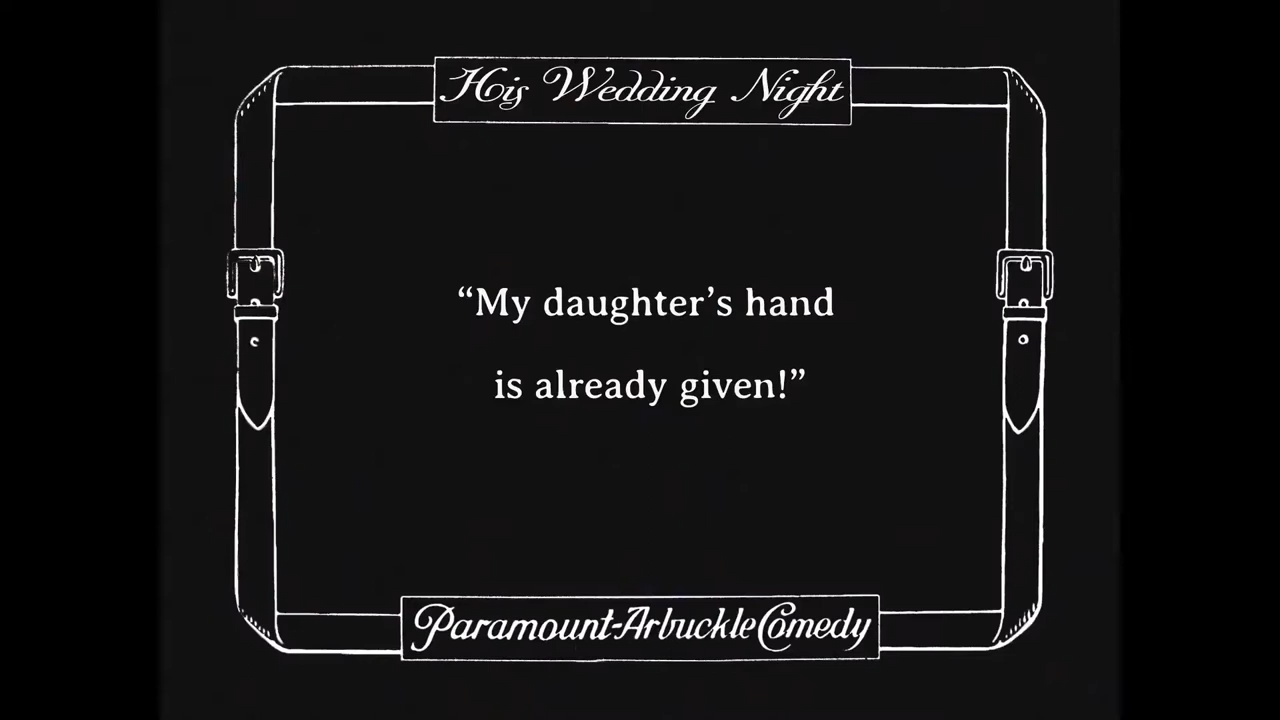 His Wedding Night
“My daughter’s hand
is already given!”
Paramount-Arbuckle Comedy